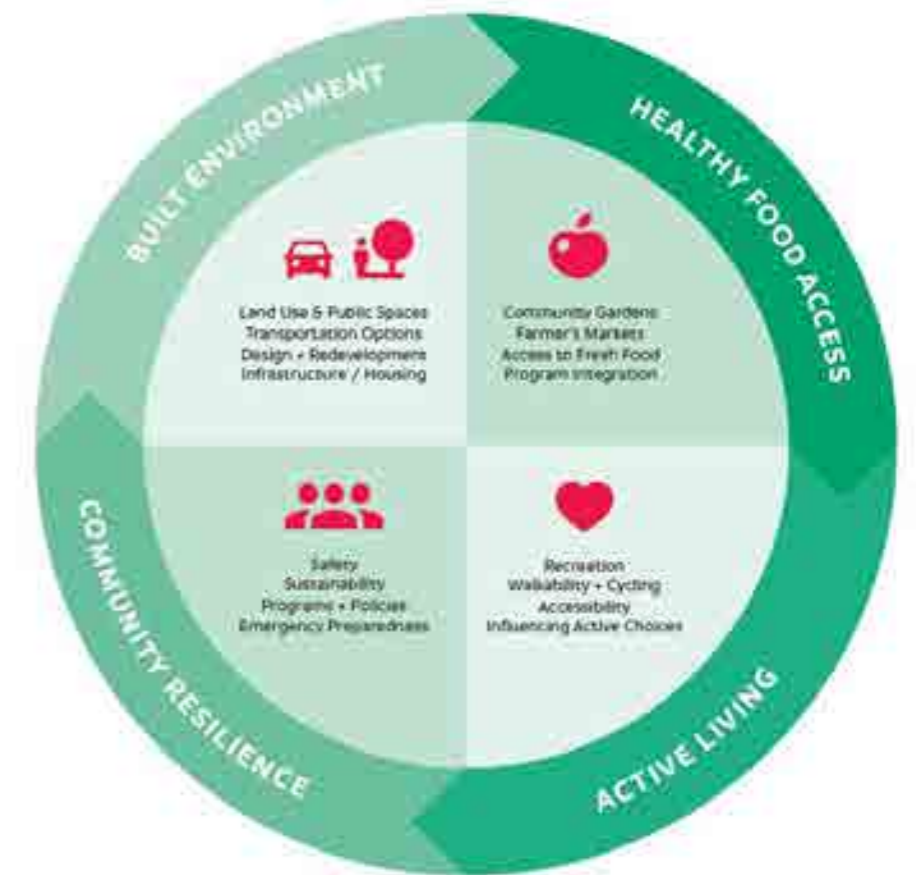 BUILT ENVIRONMENT
Land Use & Public Spaces
Transportation Options
Design + Redevelopment
Infrastructure / Housing
HEALTHY FOOD ACCESS
Community Gardens
Farmer's Markets
Access to Fresh Food
Program Integration
COMMUNITY RESILIENCE
Safety
Sustainability
Programs + Policies
Emergency Preparedness
ACTIVE LIVING
Recreation
Walkability + Cycling
Accessibility
Influencing Active Choices